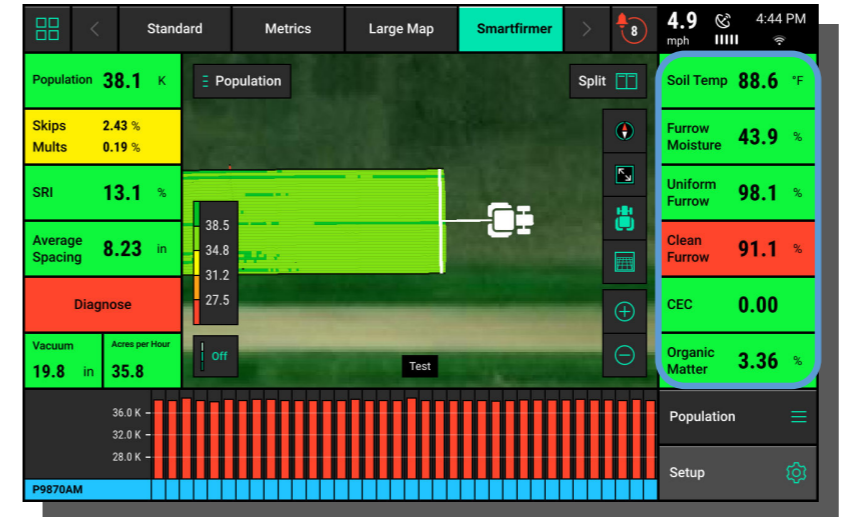 Standard Metrics Large Map Smartfirmer 8
4.9 mph 4:44 PM
Population 38.1 K
Skips 2.43 %
Mults 0.19 %
SRI 13.1 %
Average Spacing 8.23 in
Diagnose
Vacuum 19.8 in
Acres per Hour 35.8
Population
Split
38.5
34.8
31.2
27.5
Off
Test
Soil Temp 88.6 °F
Furrow Moisture 43.9 %
Uniform Furrow 98.1 %
Clean Furrow 91.1 %
CEC 0.00
Organic Matter 3.36 %
36.0 K
32.0 K
28.0 K
P9870AM
Population
Setup